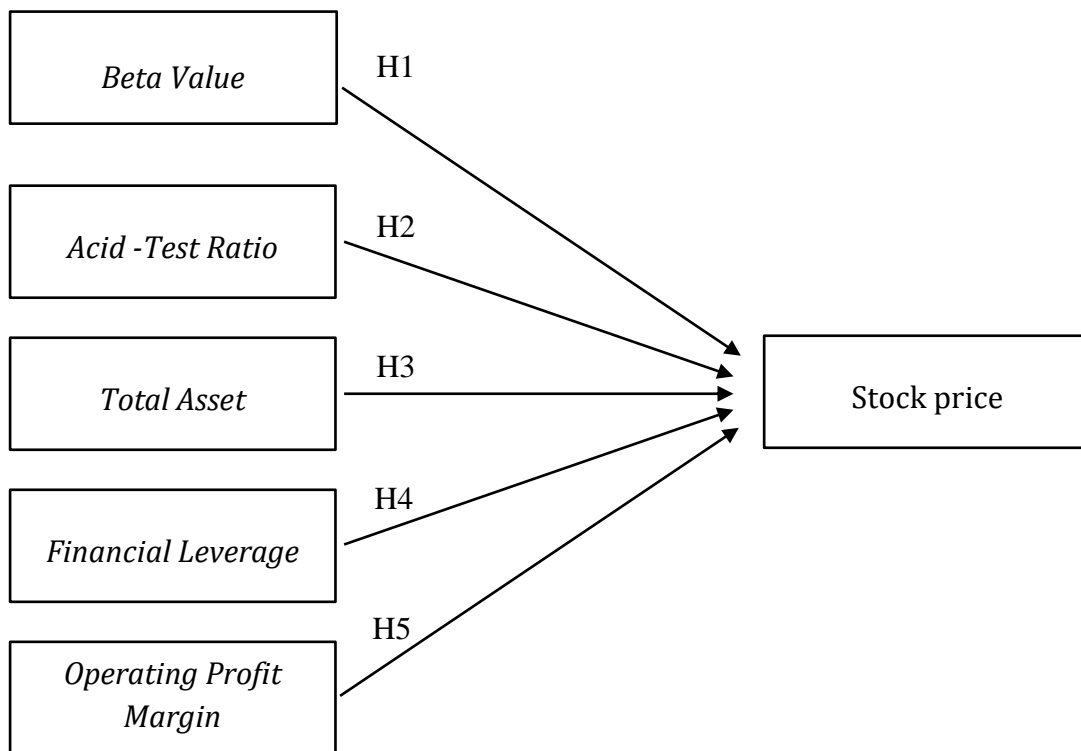 Beta Value
H1
Acid -Test Ratio
H2
Total Asset
H3
Stock price
Financial Leverage
H4
Operating Profit
Margin
H5